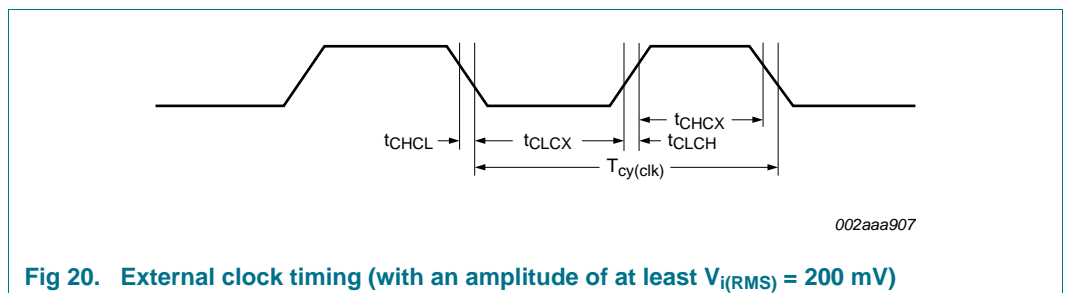 tCHCX
tCHCL tCLCX tCLCH
Tcy(clk)
002aaa907
Fig 20. External clock timing (with an amplitude of at least Vi(RMS) = 200 mV)